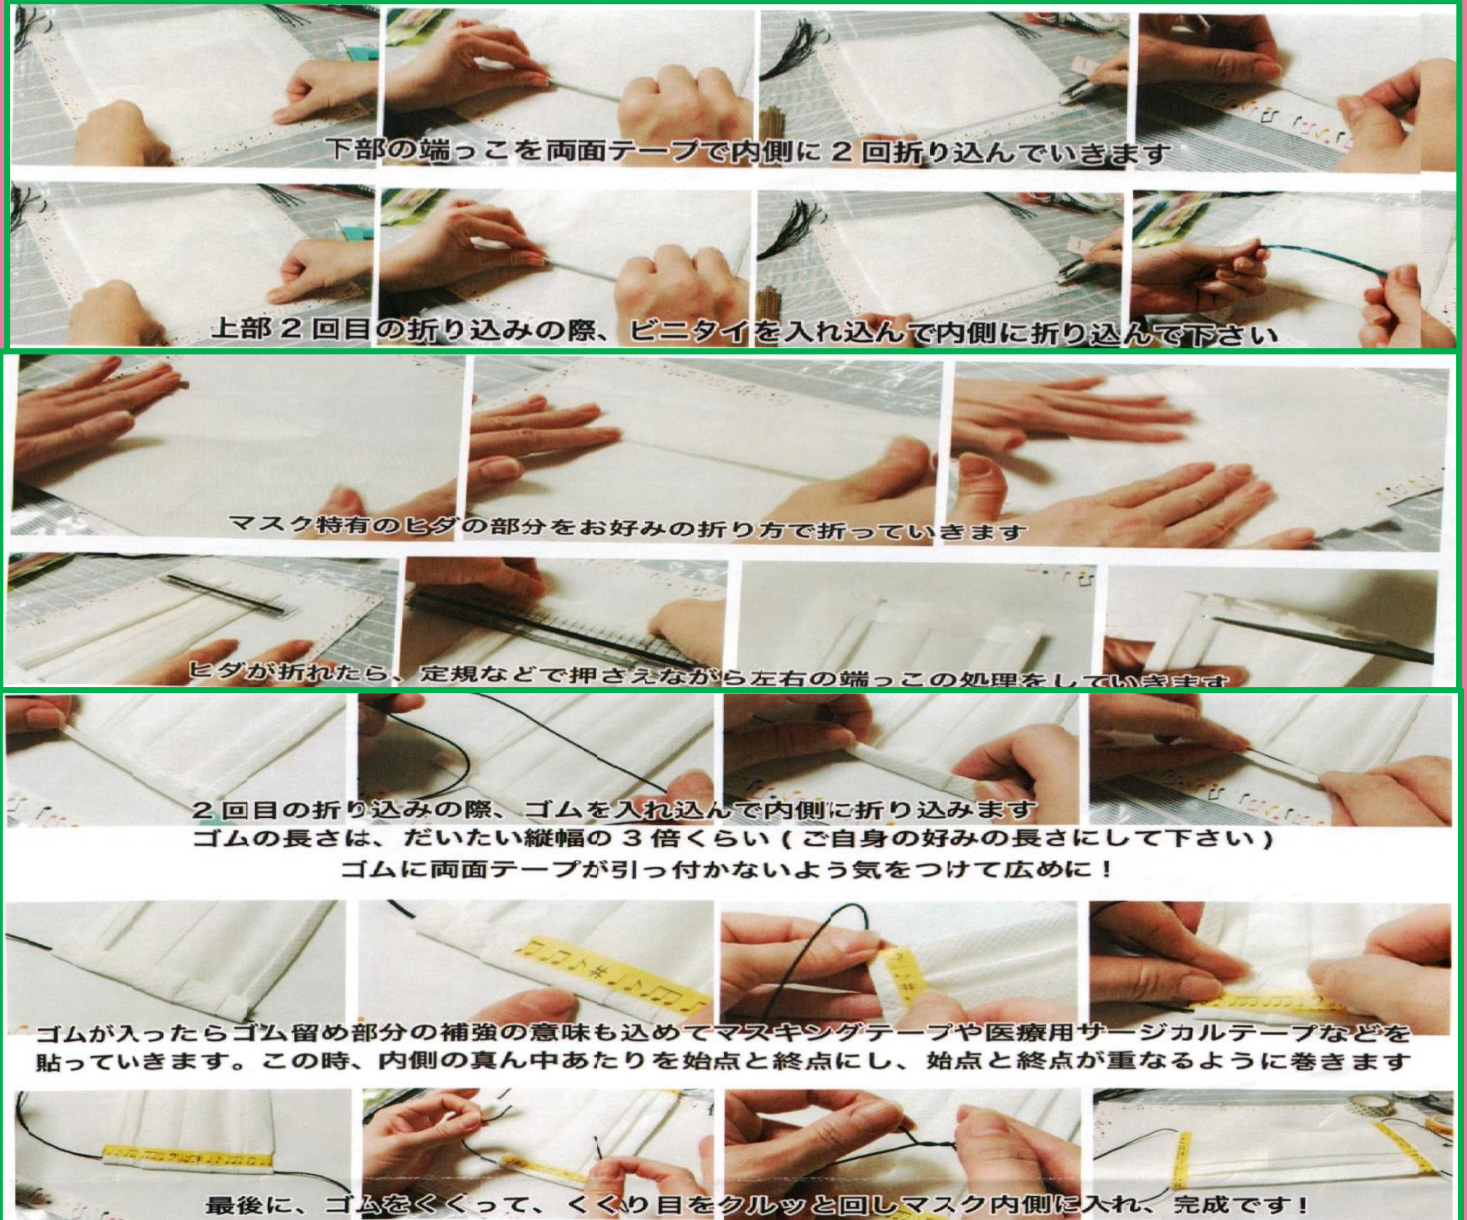 下部の端っこを両面テープで内側に2回折り込んでいきます
上部2回目の折り込みの際、ビニタイを入れ込んで内側に折り込んで下さい
マスク特有のヒダの部分をお好みの折り方で折っていきます
ヒダが折れたら、定規などで押さえながら左右の端っこの処理をしていきます
2回目の折り込みの際、ゴムを入れ込んで内側に折り込みます
ゴムの長さは、だいたい縦幅の3倍くらい(ご自身の好みの長さにして下さい)
ゴムに両面テープが引っ付かないよう気をつけて広めに!
ゴムが入ったらゴム留め部分の補強の意味も込めてマスキングテープや医療用サージカルテープなどを
貼っていきます。この時、内側の真ん中あたりを始点と終点にし、始点と終点が重なるように巻きます
最後に、ゴムをくくって、くくり目をクルッと回しマスク内側に入れ、完成です!